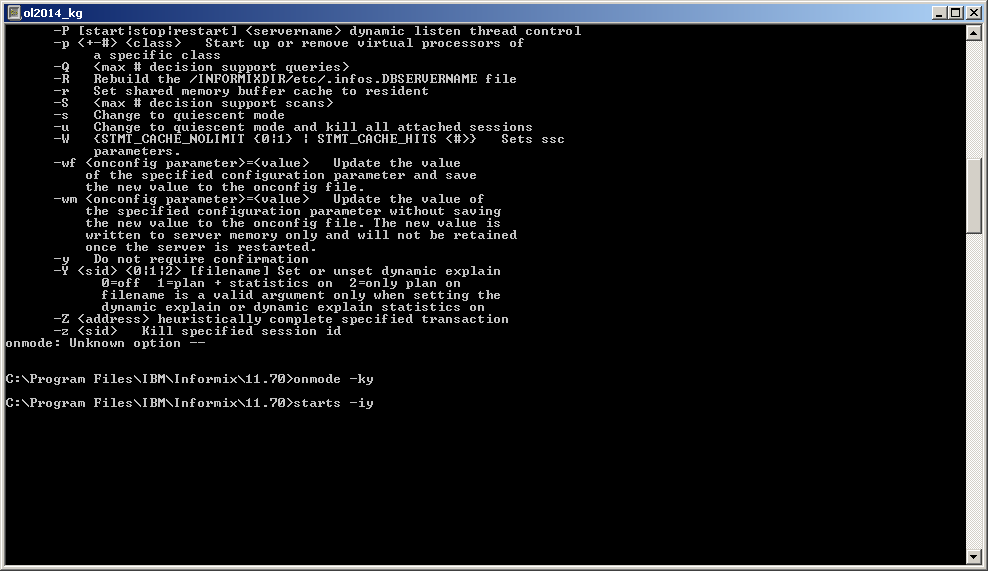 ol2014_kg
-P [start|stop|restart] <servername> dynamic listen thread control
-p <+-#> <class>   Start up or remove virtual processors of
a specific class
-Q   <max # decision support queries>
-R   Rebuild the /INFORMIXDIR/etc/.infos.DBSERVERNAME file
-r   Set shared memory buffer cache to resident
-S   <max # decision support scans>
-s   Change to quiescent mode
-u   Change to quiescent mode and kill all attached sessions
-W   {STMT_CACHE_NOLIMIT {0|1} | STMT_CACHE_HITS <#>}   Sets ssc
parameters.
-wf <onconfig parameter>=<value>   Update the value
of the specified configuration parameter and save
the new value to the onconfig file.
-wm <onconfig parameter>=<value>   Update the value of
the specified configuration parameter without saving
the new value to the onconfig file. The new value is
written to server memory only and will not be retained
once the server is restarted.
-y   Do not require confirmation
-Y <sid> {0|1|2} [filename] Set or unset dynamic explain
0=off  1=plan + statistics on  2=only plan on
filename is a valid argument only when setting the
dynamic explain or dynamic explain statistics on
-Z <address> heuristically complete specified transaction
-z <sid>   Kill specified session id
onmode: Unknown option --
C:\Program Files\IBM\Informix\11.70>onmode -ky
C:\Program Files\IBM\Informix\11.70>starts -iy